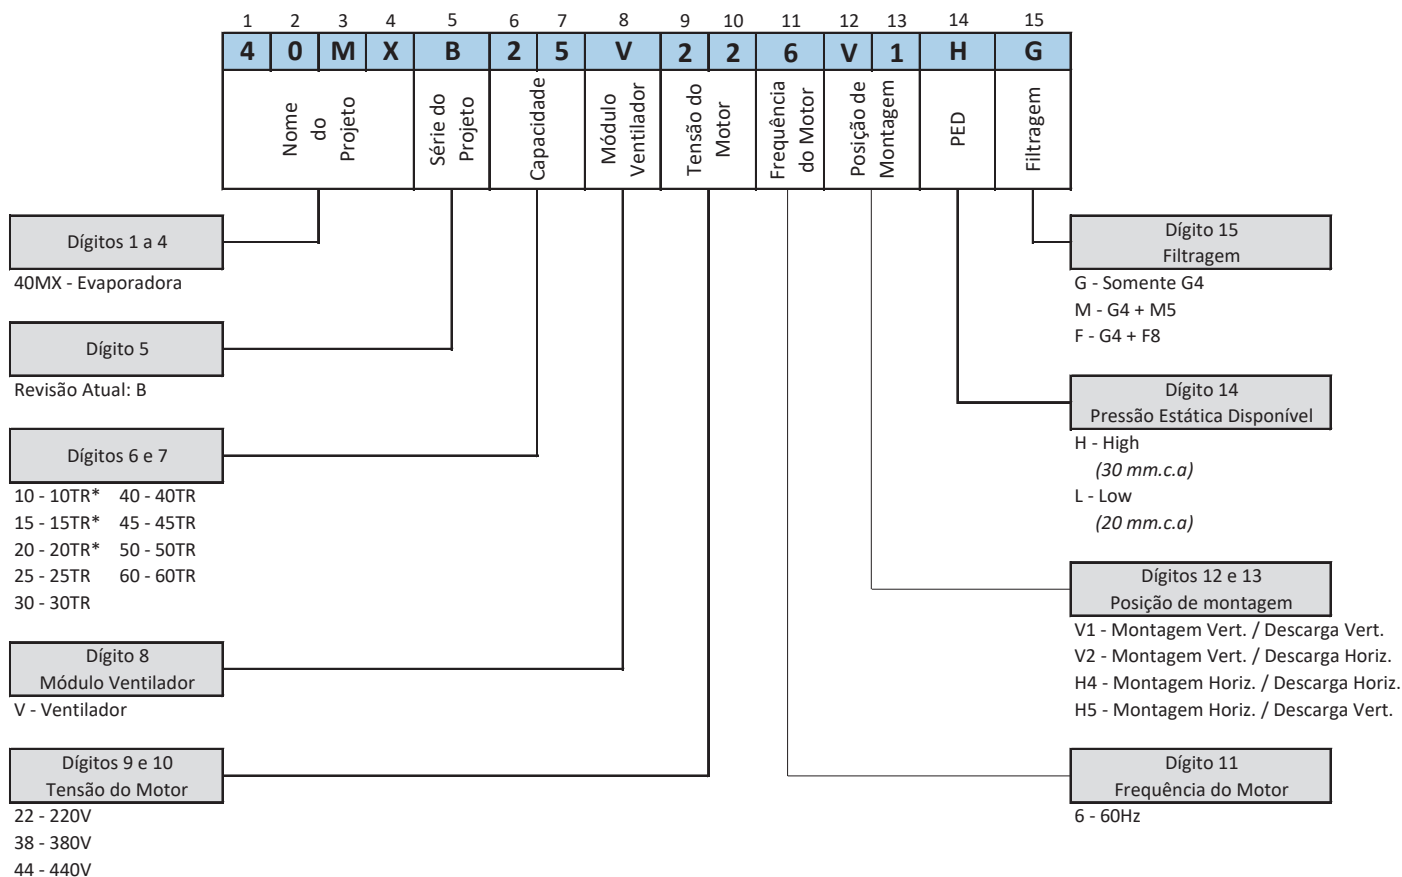 1 2 3 4 5 6 7 8 9 10 11 12 13 14 15
4 0 M X B 2 5 V 2 2 6 V 1 H G
Nome
do
Projeto
Série do
Projeto
Capacidade
Módulo
Ventilador
Tensão do
Motor
Frequência
do Motor
Posição de
Montagem
PED
Filtragem
Dígitos 1 a 4
40MX - Evaporadora
Dígito 5
Revisão Atual: B
Dígitos 6 e 7
10 - 10TR* 40 - 40TR
15 - 15TR* 45 - 45TR
20 - 20TR* 50 - 50TR
25 - 25TR 60 - 60TR
30 - 30TR
Dígito 8
Módulo Ventilador
V - Ventilador
Dígitos 9 e 10
Tensão do Motor
22 - 220V
38 - 380V
44 - 440V
Dígito 15
Filtragem
G - Somente G4
M - G4 + M5
F - G4 + F8
Dígito 14
Pressão Estática Disponível
H - High
(30 mm.c.a)
L - Low
(20 mm.c.a)
Dígitos 12 e 13
Posição de montagem
V1 - Montagem Vert. / Descarga Vert.
V2 - Montagem Vert. / Descarga Horiz.
H4 - Montagem Horiz. / Descarga Horiz.
H5 - Montagem Horiz. / Descarga Vert.
Dígito 11
Frequência do Motor
6 - 60Hz